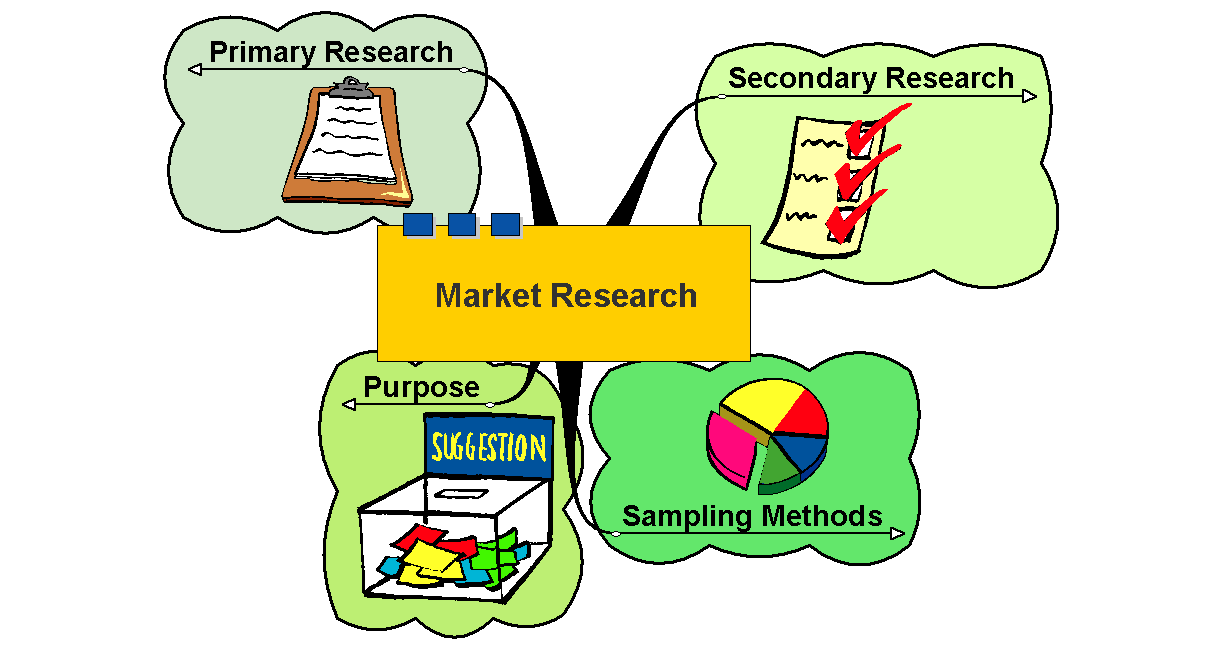 Primary Research
Secondary Research
Market Research
Purpose
SUGGESTION
Sampling Methods